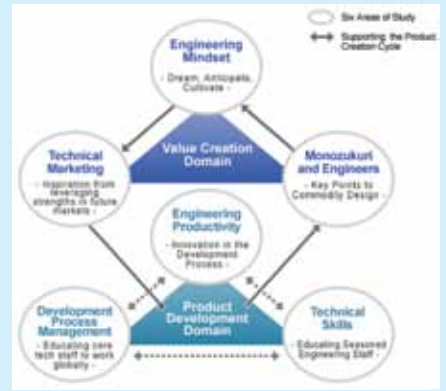 Six Areas of Study
Supporting the Product
Creation Cycle
Engineering
Mindset
- Dream, Anticipate,
Cultivate -
Technical
Marketing
- Inspiration from
leveraging
strengths in future
markets -
Value Creation
Domain
Monozukuri
and Engineers
- Key Points to
Commodity Design -
Engineering
Productivity
- Innovation in the
Development
Process -
Development
Process
Management
- Educating core
tech staff to work
globally -
Product
Development
Domain
Technical
Skills
- Educating Seasoned
Engineering Staff -